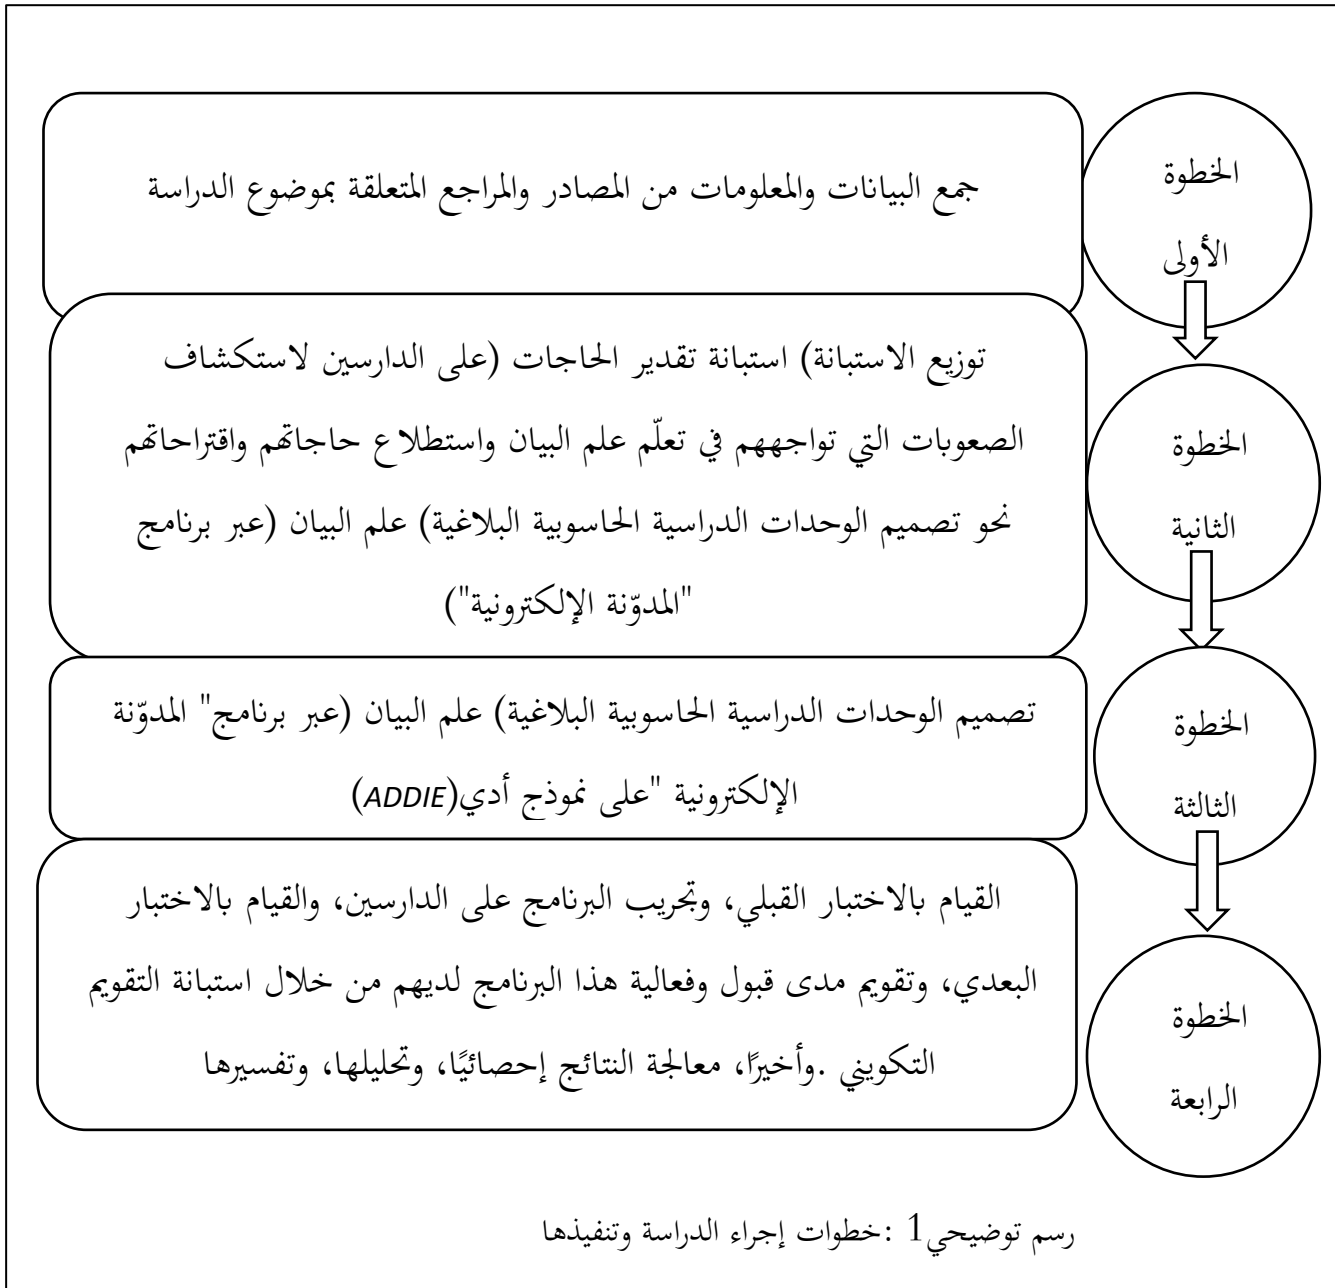 الخطوة
الأولى
جمع البيانات والمعلومات من المصادر والمراجع المتعلقة بموضوع الدراسة
الخطوة
الثانية
توزيع الاستبانة) استبانة تقدير الحاجات (على الدارسين لاستكشاف
الصعوبات التي تواجههم في تعلّم علم البيان واستطلاع حاجاتهم واقتراحاتهم
نحو تصميم الوحدات الدراسية الحاسوبية البلاغية) علم البيان (عبر برنامج
"المدوّنة الإلكترونية")
الخطوة
الثالثة
تصميم الوحدات الدراسية الحاسوبية البلاغية) علم البيان (عبر برنامج" المدوّنة
الإلكترونية "على نموذج أدي(ADDIE)
الخطوة
الرابعة
القيام بالاختبار القبلي، وتجريب البرنامج على الدارسين، والقيام بالاختبار
البعدي، وتقويم مدى قبول وفعالية هذا البرنامج لديهم من خلال استبانة التقويم
التكويني .وأخيرًا، معالجة النتائج إحصائيًا، وتحليلها، وتفسيرها
رسم توضيحي1 :خطوات إجراء الدراسة وتنفيذها